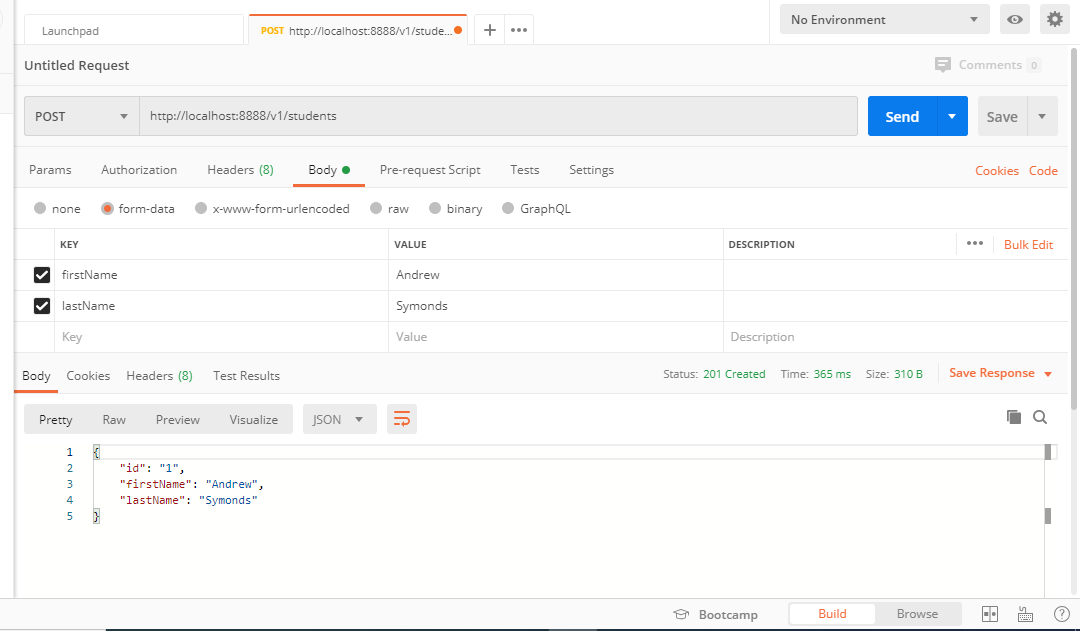 Launchpad POST http://localhost:8888/v1/stude... No Environment
Untitled Request Comments 0
POST http://localhost:8888/v1/students Send Save
Params Authorization Headers (8) Body Pre-request Script Tests Settings Cookies Code
none form-data x-www-form-urlencoded raw binary GraphQL
KEY VALUE DESCRIPTION ••• Bulk Edit
firstName Andrew
lastName Symonds
Key Value Description
Body Cookies Headers (8) Test Results Status: 201 Created Time: 365 ms Size: 310 B Save Response
Pretty Raw Preview Visualize JSON
1 {
2 "id": "1",
3 "firstName": "Andrew",
4 "lastName": "Symonds"
5 }
Bootcamp Build Browse